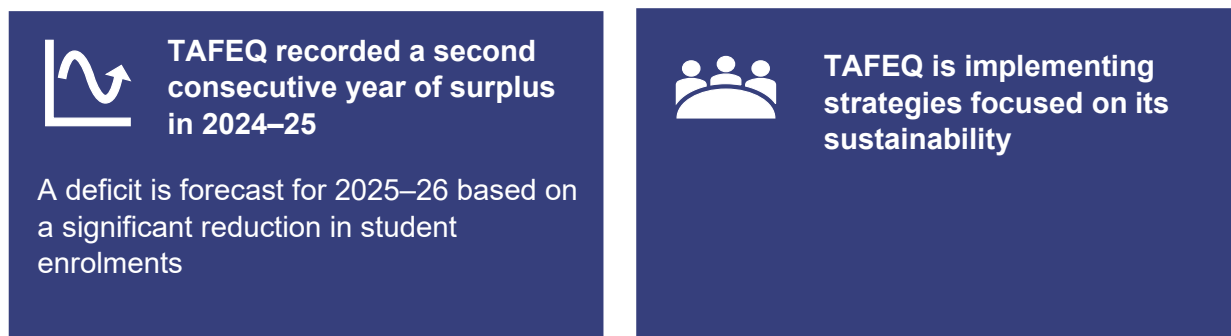 TAFEQ recorded a second
consecutive year of surplus
in 2024–25
A deficit is forecast for 2025–26 based on
a significant reduction in student
enrolments
TAFEQ is implementing
strategies focused on its
sustainability